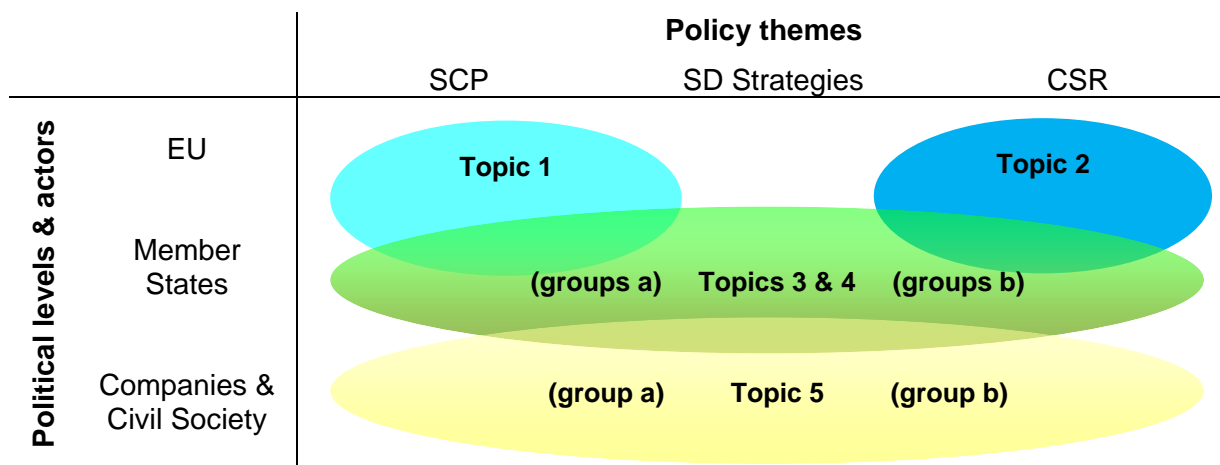 Policy themes
SCP SD Strategies CSR
Political levels & actors
EU
Topic 1 Topic 2
Member
States
(groups a) Topics 3 & 4 (groups b)
Companies &
Civil Society
(group a) Topic 5 (group b)